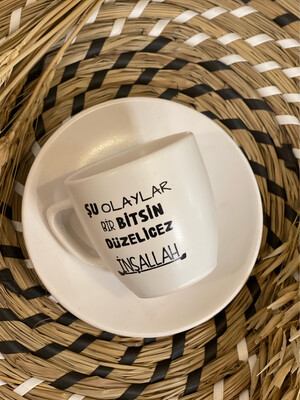 ŞU OLAYLAR
BİR BİTSİN
DÜZELİCEZ
İNŞALLAH